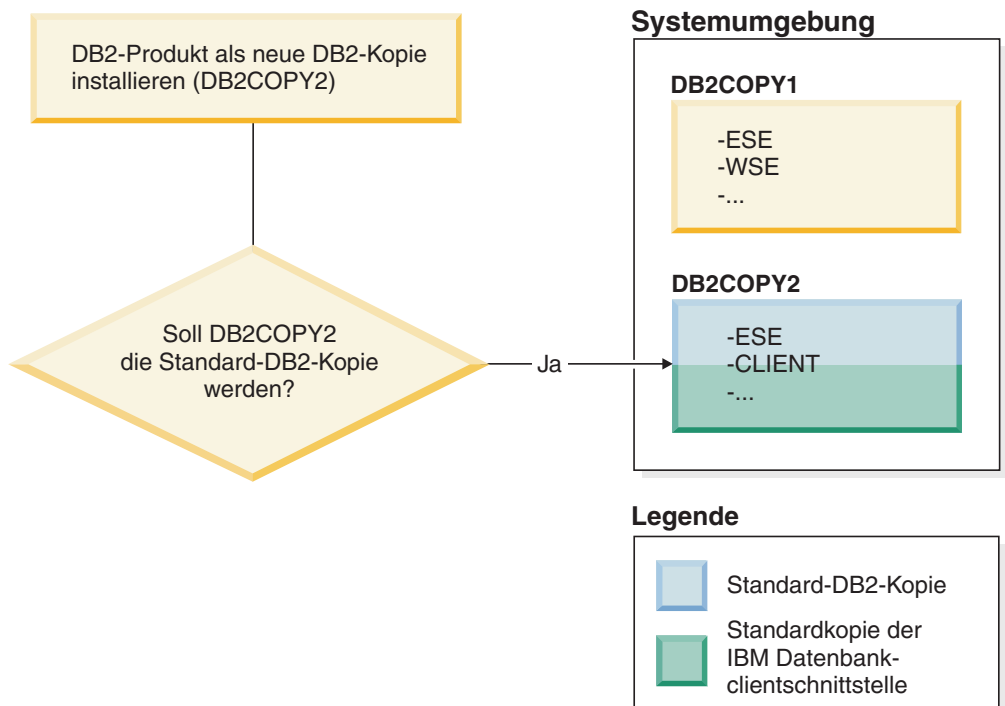 DB2-Produkt als neue DB2-Kopie
installieren (DB2COPY2)
Soll DB2COPY2
die Standard-DB2-Kopie
werden?
Ja
Systemumgebung
DB2COPY1
-ESE
-WSE
-...
DB2COPY2
-ESE
-CLIENT
-...
Legende
Standard-DB2-Kopie
Standardkopie der
IBM Datenbank-
clientschnittstelle